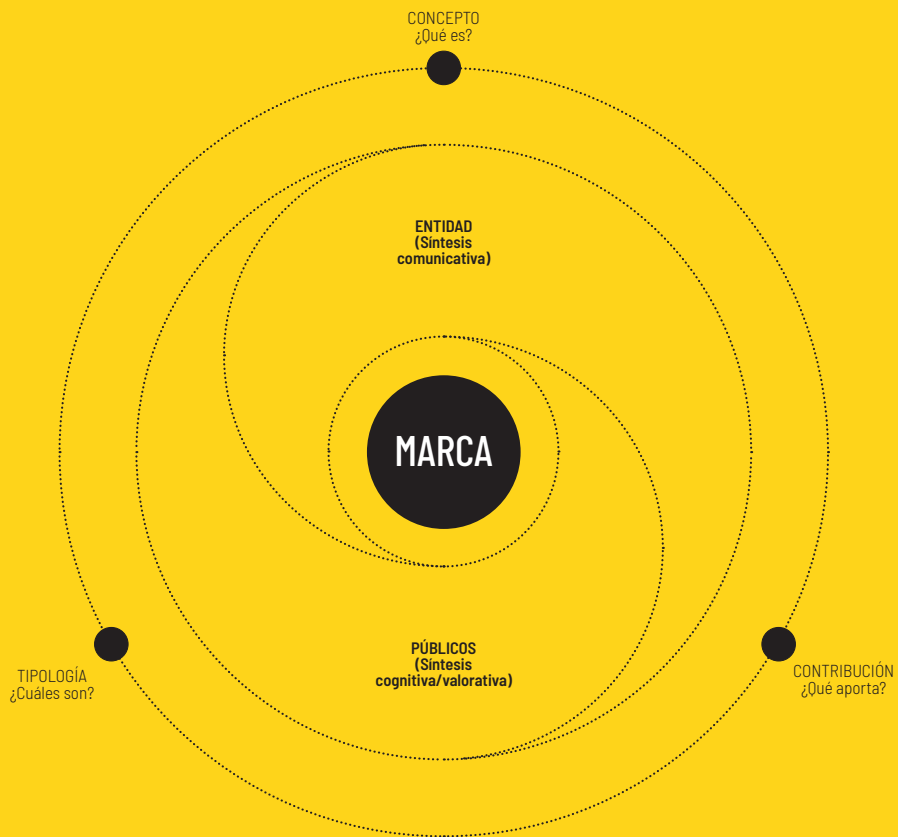 CONCEPTO
¿Qué es?
ENTIDAD
(Síntesis
comunicativa)
MARCA
PÚBLICOS
(Síntesis
cognitiva/valorativa)
TIPOLOGÍA
¿Cuáles son?
CONTRIBUCIÓN
¿Qué aporta?